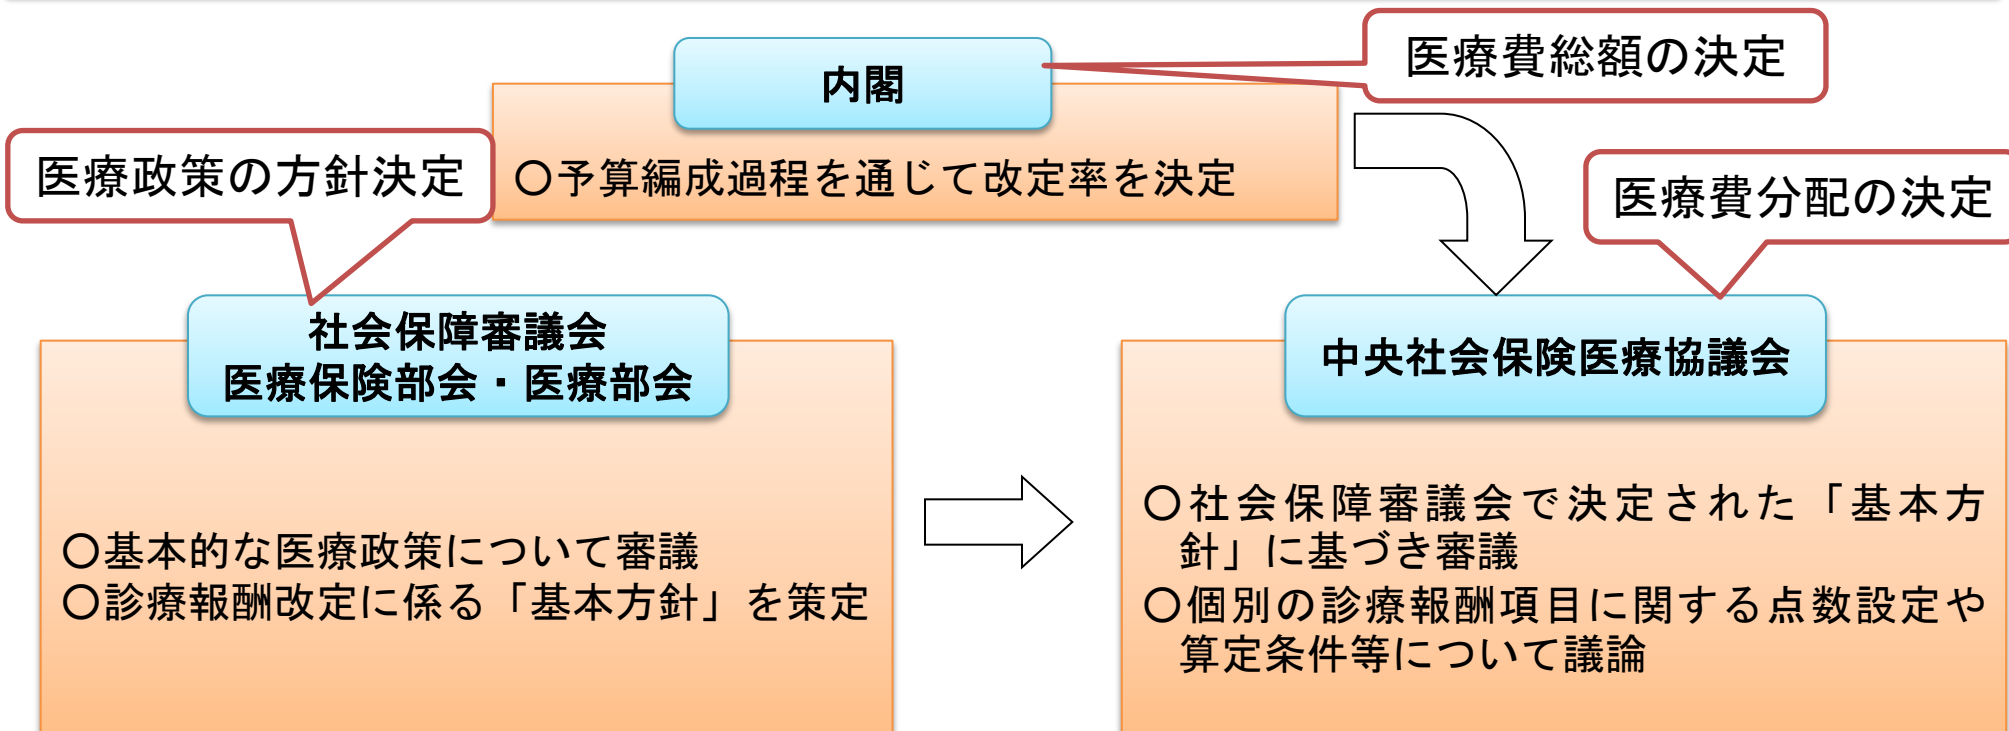 医療費総額の決定
内閣
医療政策の方針決定
〇予算編成過程を通じて改定率を決定
医療費分配の決定
社会保障審議会
医療保険部会・医療部会
〇基本的な医療政策について審議
〇診療報酬改定に係る「基本方針」を策定
中央社会保険医療協議会
〇社会保障審議会で決定された「基本方
針」に基づき審議
〇個別の診療報酬項目に関する点数設定や
算定条件等について議論